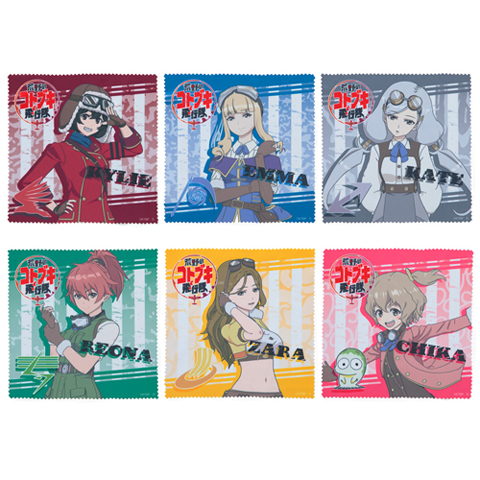 荒野の
コトブキ
飛行隊
KYLIE
荒野の
コトブキ
飛行隊
EMMA
荒野の
コトブキ
飛行隊
KATE
荒野の
コトブキ
飛行隊
REONA
荒野の
コトブキ
飛行隊
ZARA
荒野の
コトブキ
飛行隊
CHIKA